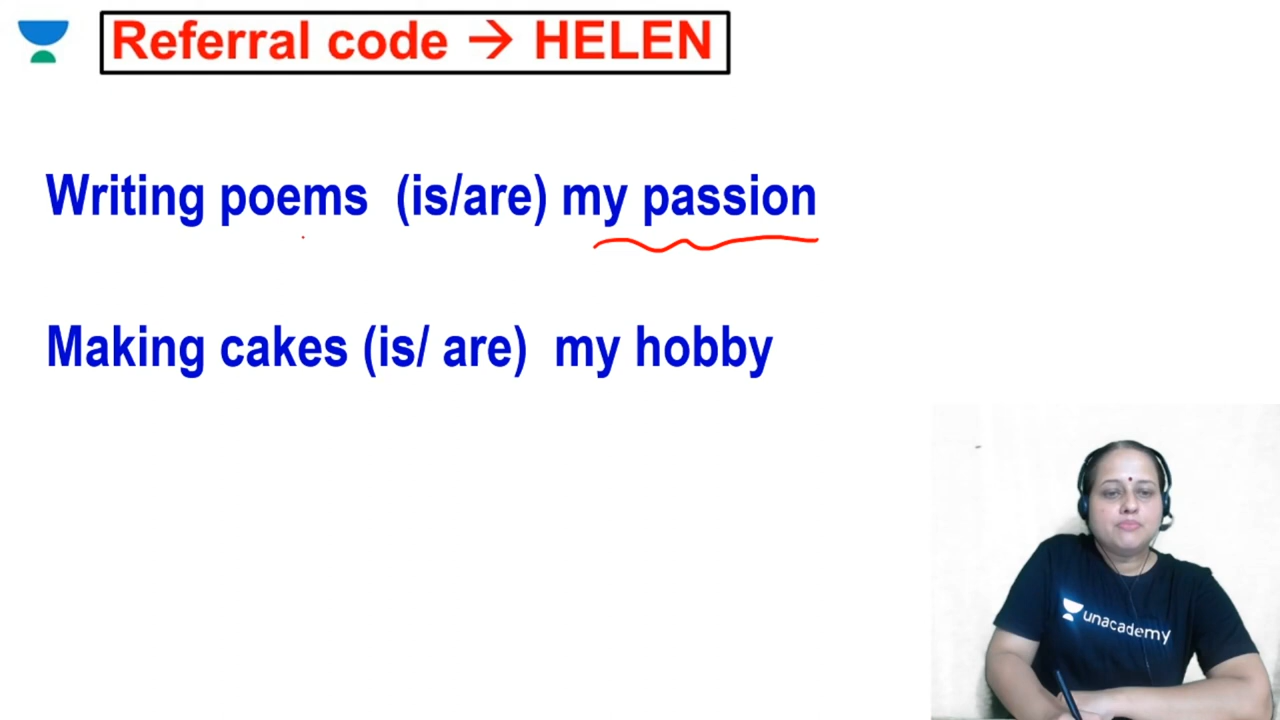 Referral code → HELEN
Writing poems (is/are) my passion
Making cakes (is/ are) my hobby
unacademy